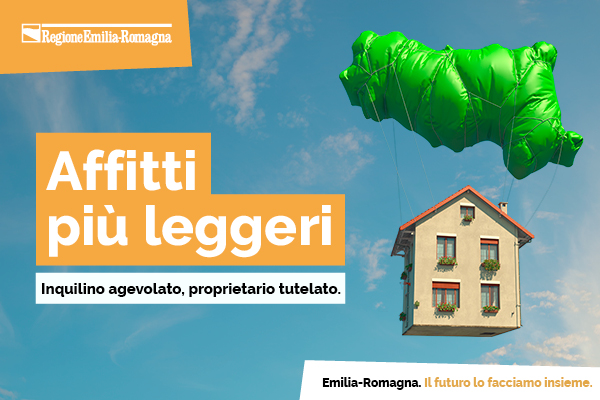 RegioneEmilia-Romagna
Affitti
più leggeri
Inquilino agevolato, proprietario tutelato.
Emilia-Romagna. Il futuro lo facciamo insieme.